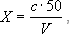 X = c · 50 / V ,